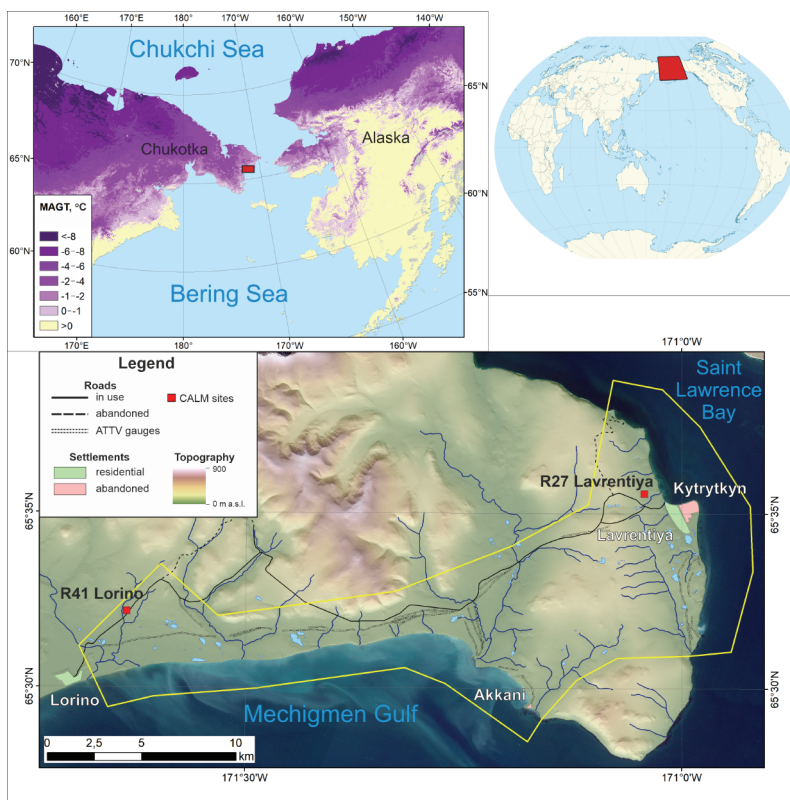 160°E 170°E 180° 170°W 160°W 150°W 140°W
Chukchi Sea
70°N
65°N
Alaska
Chukotka
65°N
60°N
MAGT, °C
<-8
-6--8
-4--6
-2--4
-1--2
0--1
>0
60°N
Bering Sea
55°N
170°E 180° 170°W 160°W
171°0'W
Legend
Roads
in use
abandoned
ATTV gauges
CALM sites
Settlements
residential
abandoned
Topography
900
0 m a.s.l.
Saint
Lawrence
Bay
R27 Lavrentiya
Kytrytkyn
65°35'N
65°35'N
Lavrentiya
R41 Lorino
65°30'N
65°30'N
Lorino
Akkani
Mechigmen Gulf
0 2,5 5 10
km
171°30'W
171°0'W